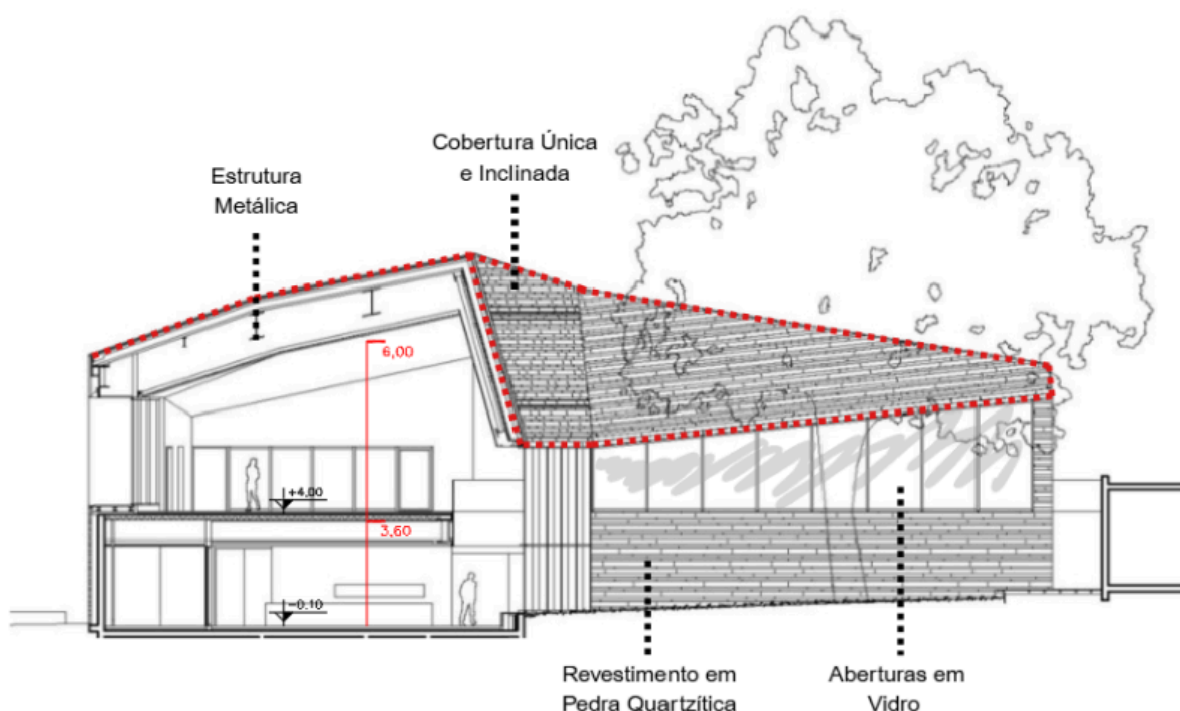 Cobertura Única
e Inclinada
Estrutura
Metálica
6,00
+4,00
3,60
-0,10
Revestimento em
Pedra Quartzítica
Aberturas em
Vidro